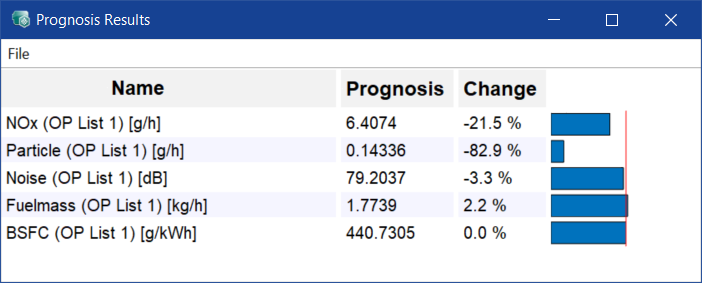 Prognosis Results
File
Name Prognosis Change
NOx (OP List 1) [g/h] 6.4074 -21.5 %
Particle (OP List 1) [g/h] 0.14336 -82.9 %
Noise (OP List 1) [dB] 79.2037 -3.3 %
Fuelmass (OP List 1) [kg/h] 1.7739 2.2 %
BSFC (OP List 1) [g/kWh] 440.7305 0.0 %